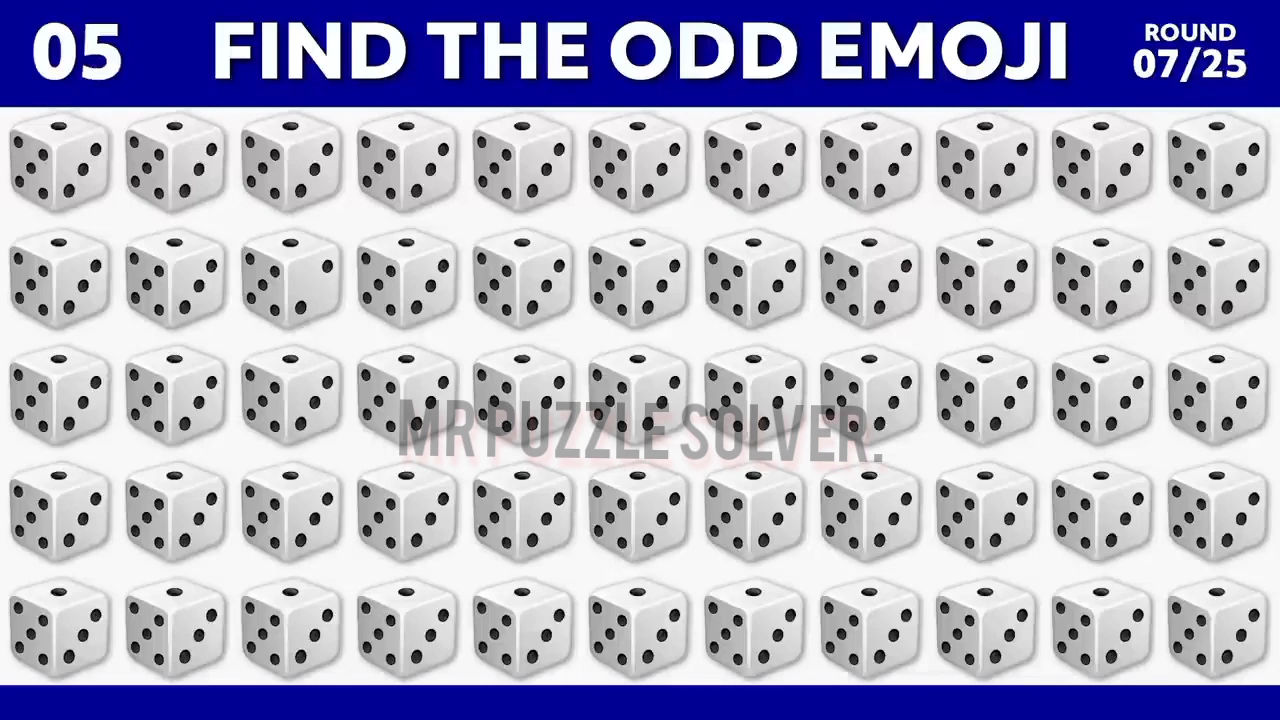 05
FIND THE ODD EMOJI
ROUND
07/25
MR PUZZLE SOLVER.